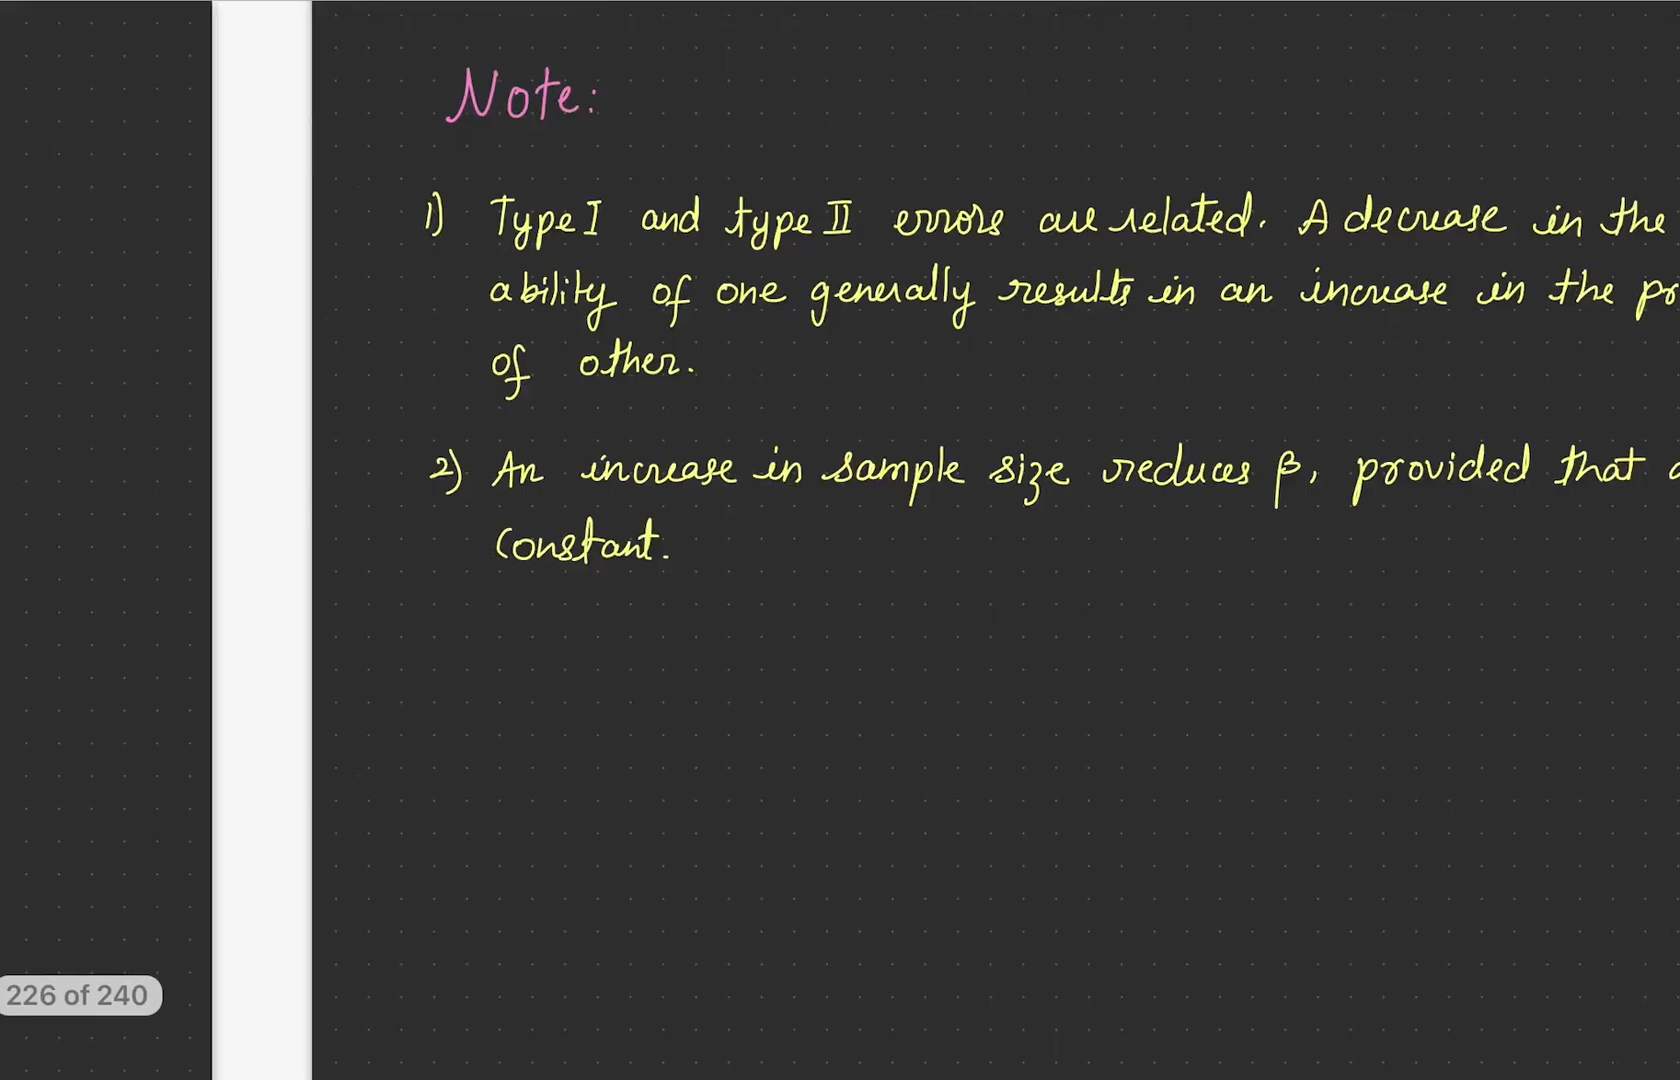 Note:
1) Type I and type II errors are related. A decrease in the
ability of one generally results in an increase in the pr
of other.
2) An increase in sample size reduces β, provided that
constant.
226 of 240